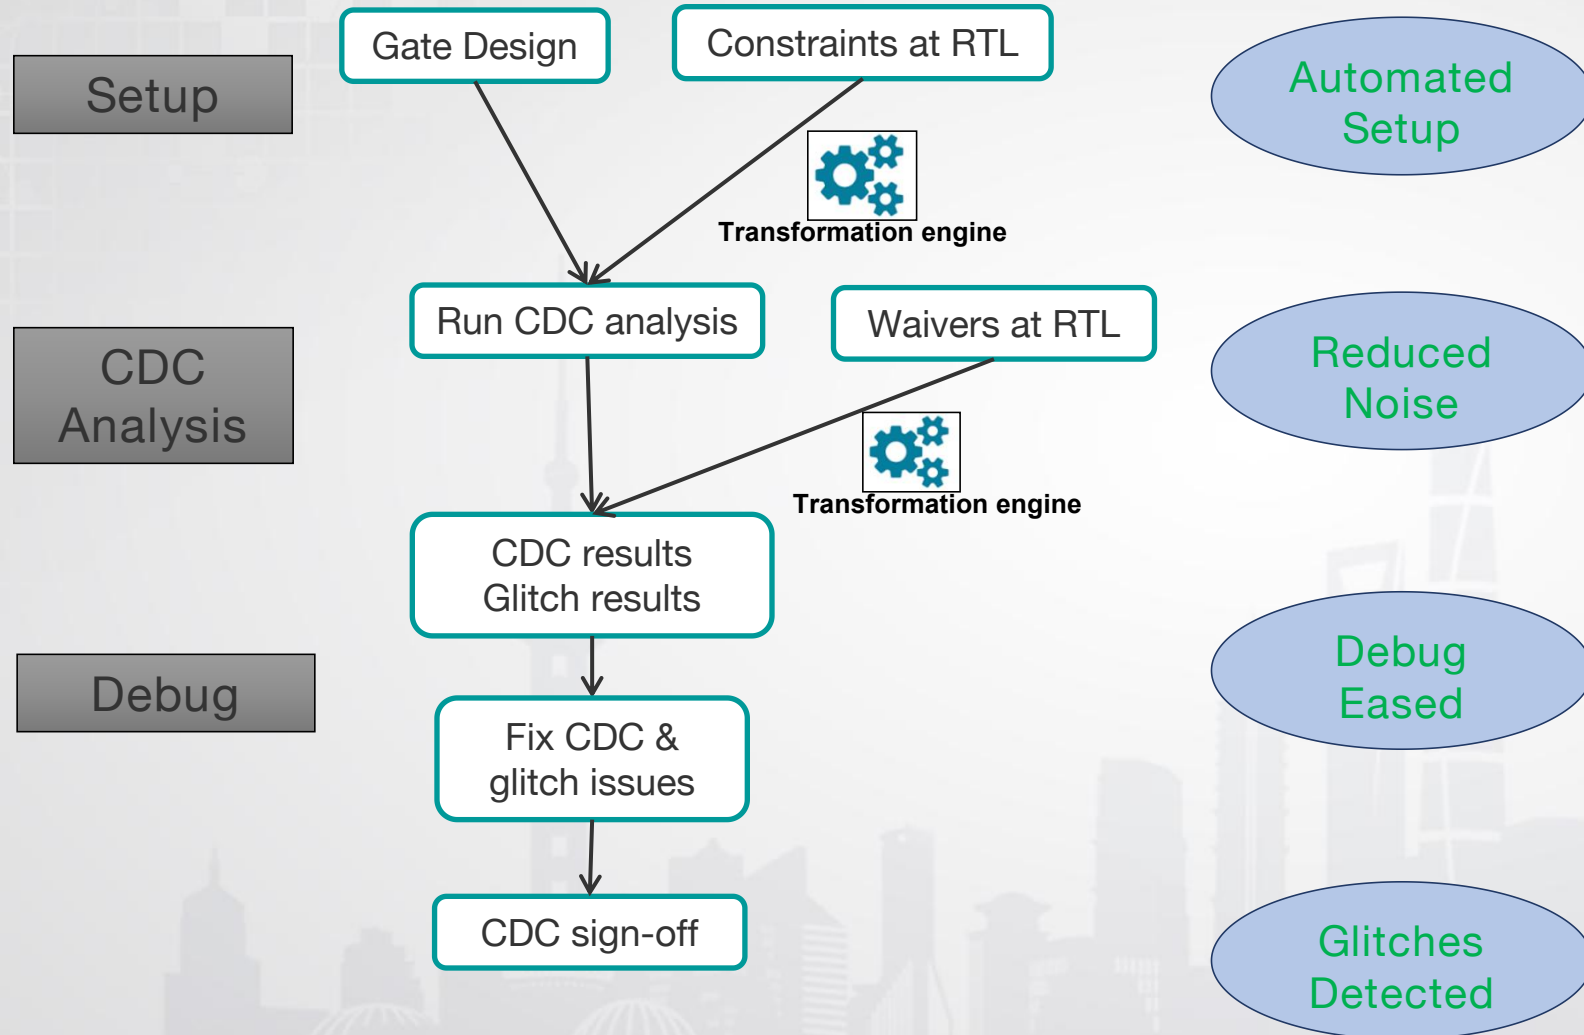 Gate Design
Constraints at RTL
Setup
Automated
Setup
Transformation engine
Run CDC analysis
Waivers at RTL
CDC
Analysis
Reduced
Noise
Transformation engine
CDC results
Glitch results
Debug
Debug
Eased
Fix CDC &
glitch issues
CDC sign-off
Glitches
Detected